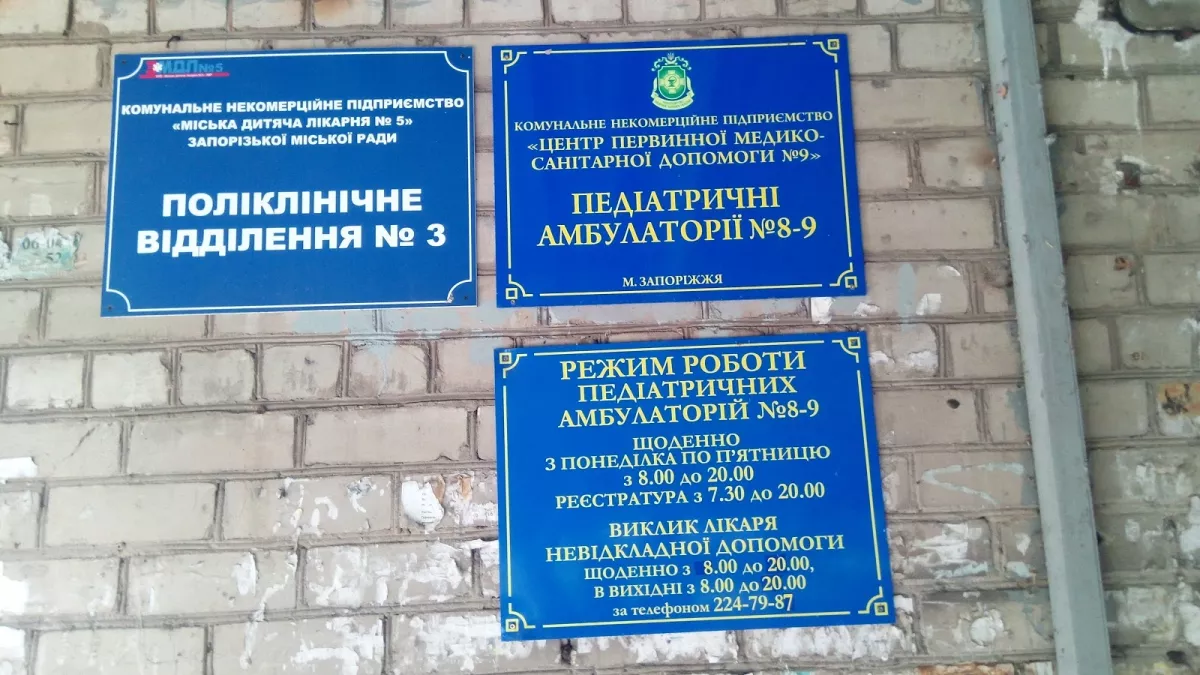 МДЛ№5
КОМУНАЛЬНЕ НЕКОМЕРЦІЙНЕ ПІДПРИЄМСТВО
«МІСЬКА ДИТЯЧА ЛІКАРНЯ № 5»
ЗАПОРІЗЬКОЇ МІСЬКОЇ РАДИ
ПОЛІКЛІНІЧНЕ
ВІДДІЛЕННЯ № 3
КОМУНАЛЬНЕ НЕКОМЕРЦІЙНЕ ПІДПРИЄМСТВО
«ЦЕНТР ПЕРВИННОЇ МЕДИКО-
САНІТАРНОЇ ДОПОМОГИ №9»
ПЕДІАТРИЧНІ
АМБУЛАТОРІЇ №8-9
М. ЗАПОРІЖЖЯ
РЕЖИМ РОБОТИ
ПЕДІАТРИЧНИХ
АМБУЛАТОРІЙ №8-9
ЩОДЕННО
З ПОНЕДІЛКА ПО П'ЯТНИЦЮ
з 8.00 до 20.00
РЕЄСТРАТУРА з 7.30 до 20.00
ВИКЛИК ЛІКАРЯ
НЕВІДКЛАДНОЇ ДОПОМОГИ
ЩОДЕННО з 8.00 до 20.00,
В ВИХІДНІ з 8.00 до 20.00
за телефоном 224-79-87